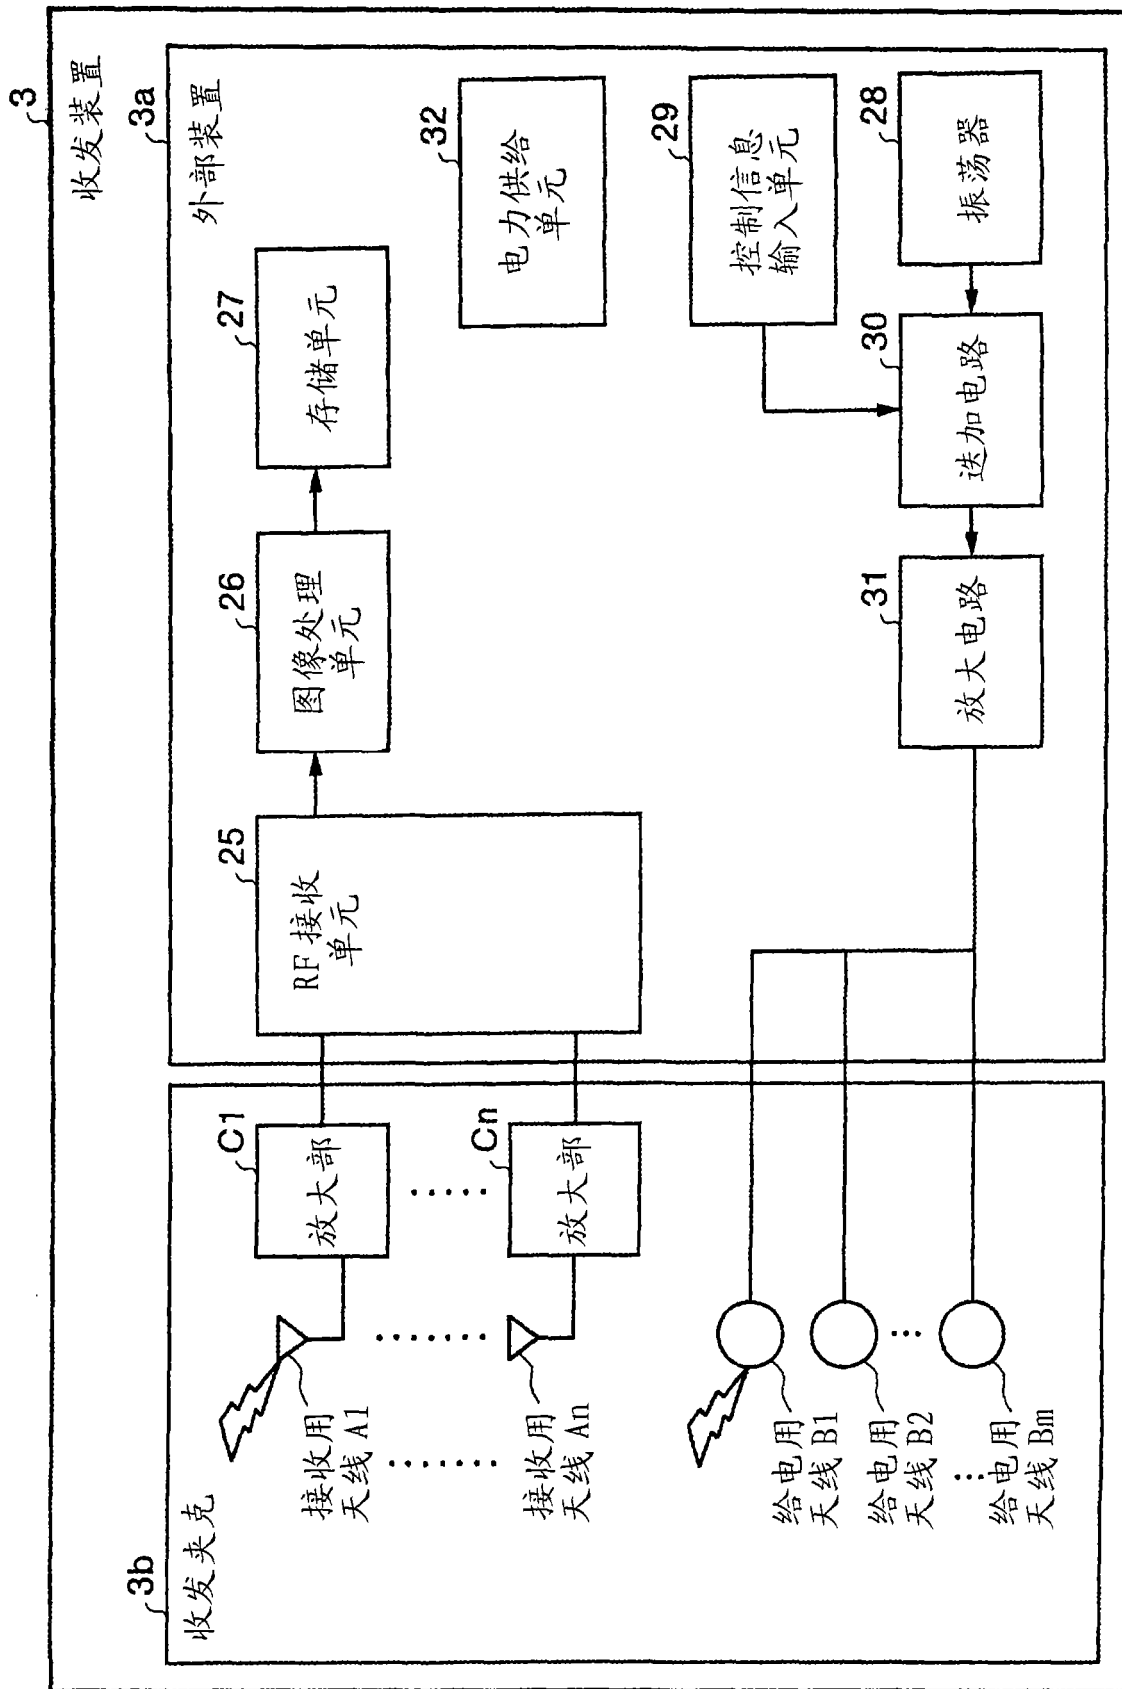 3
收发装置
3a
外部装置
3b
收发夹克
接收用
天线 A1
接收用
天线 An
C1
放大部
Cn
放大部
25
RF 接收
单元
26
图像处理
单元
27
存储单元
32
电力供给
单元
29
控制信息
输入单元
28
振荡器
30
迭加电路
31
放大电路
给电用
天线 B1
给电用
天线 B2
给电用
天线 Bm